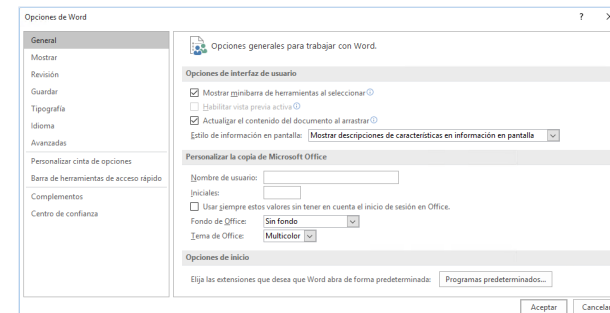 Opciones de Word
?
General
Mostrar
Revisión
Guardar
Tipografía
Idioma
Avanzadas
Personalizar cinta de opciones
Barra de herramientas de acceso rápido
Complementos
Centro de confianza
Opciones generales para trabajar con Word.
Opciones de interfaz de usuario
Mostrar minibarra de herramientas al seleccionar
Habilitar vista previa activa
Actualizar el contenido del documento al arrastrar
Estilo de información en pantalla: Mostrar descripciones de características en información en pantalla
Personalizar la copia de Microsoft Office
Nombre de usuario:
Iniciales:
Usar siempre estos valores sin tener en cuenta el inicio de sesión en Office.
Fondo de Office: Sin fondo
Tema de Office: Multicolor
Opciones de inicio
Elija las extensiones que desea que Word abra de forma predeterminada: Programas predeterminados...
Aceptar Cancelar